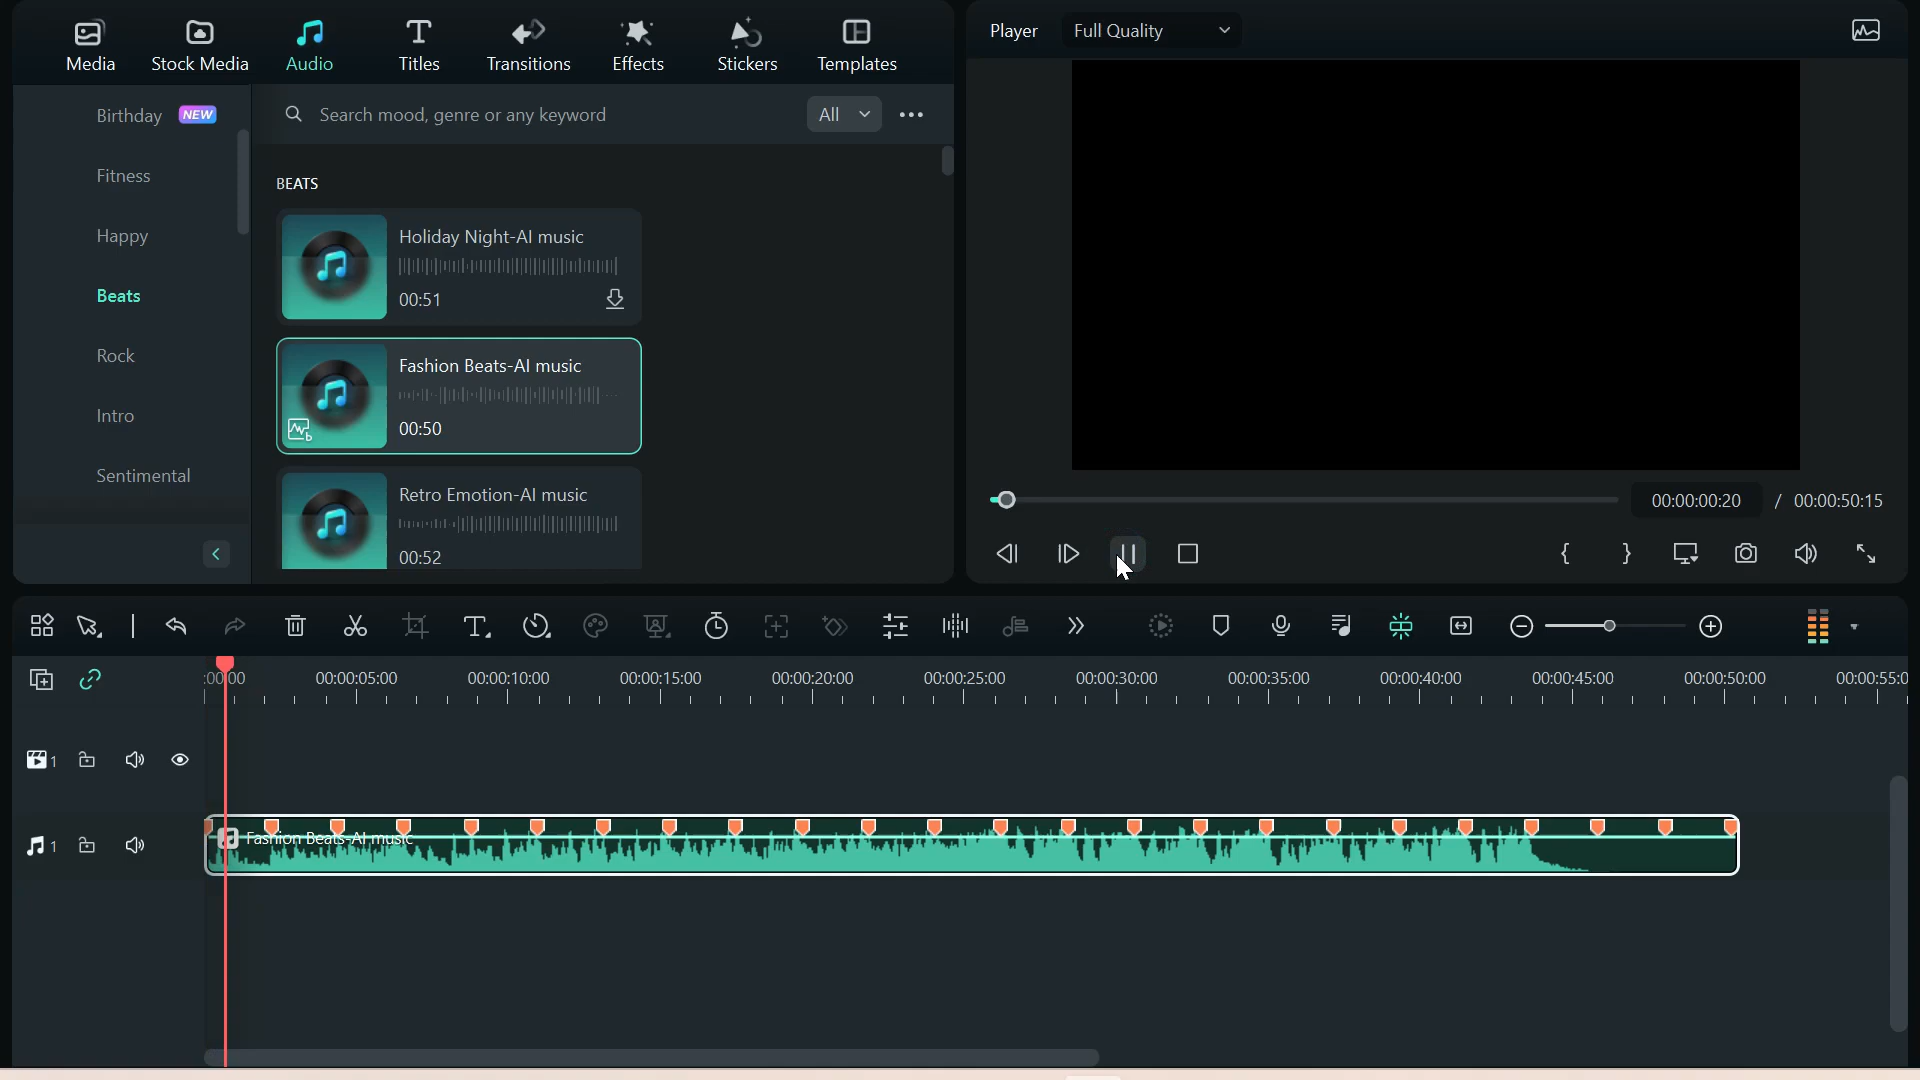 Media
Stock Media
Audio
Titles
Transitions
Effects
Stickers
Templates
Player
Full Quality
Birthday NEW
Fitness
Happy
Beats
Rock
Intro
Sentimental
Search mood, genre or any keyword
All
BEATS
Holiday Night-AI music
00:51
Fashion Beats-AI music
00:50
Retro Emotion-AI music
00:52
00:00:00:20 / 00:00:50:15
:00:00
00:00:05:00
00:00:10:00
00:00:15:00
00:00:20:00
00:00:25:00
00:00:30:00
00:00:35:00
00:00:40:00
00:00:45:00
00:00:50:00
00:00:55:0
1
1
Fashion Beats-AI music